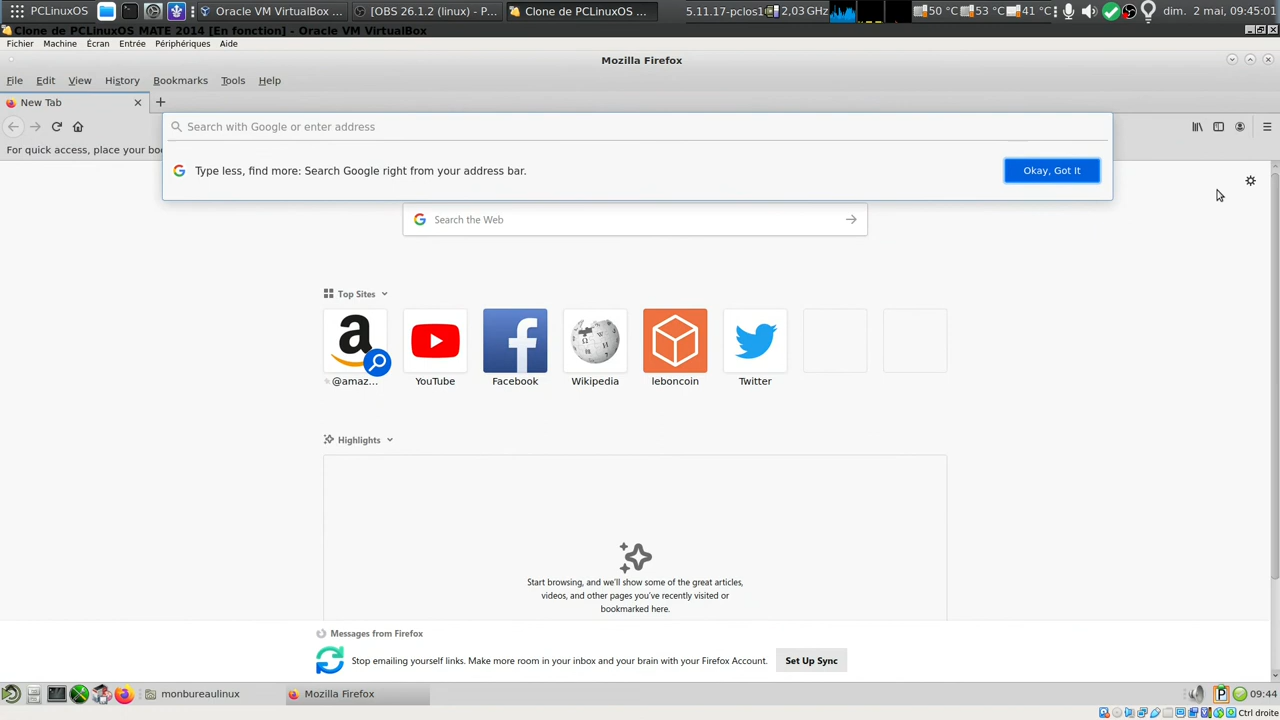 PCLinuxOS
Oracle VM VirtualBox ...
[OBS 26.1.2 (linux) - P...
Clone de PCLinuxOS M...
5.1.117-pclos1
2,03GHz
50 °C
53 °C
41 °C
dim. 2 mai, 09:45:01
Clone de PCLinuxOS MATE 2014 [En fonction] - Oracle VM VirtualBox
Fichier Machine Écran Entrée Périphériques Aide
Mozilla Firefox
File Edit View History Bookmarks Tools Help
New Tab
Search with Google or enter address
For quick access, place your bo
Type less, find more: Search Google right from your address bar.
Okay, Got It
Search the Web
Top Sites
@amaz...
YouTube
Facebook
Wikipedia
leboncoin
Twitter
Highlights
Start browsing, and we'll show some of the great articles,
videos, and other pages you've recently visited or
bookmarked here.
Messages from Firefox
Stop emailing yourself links. Make more room in your inbox and your brain with your Firefox Account.
Set Up Sync
monbureaulinux
Mozilla Firefox
09:44
Ctrl droite